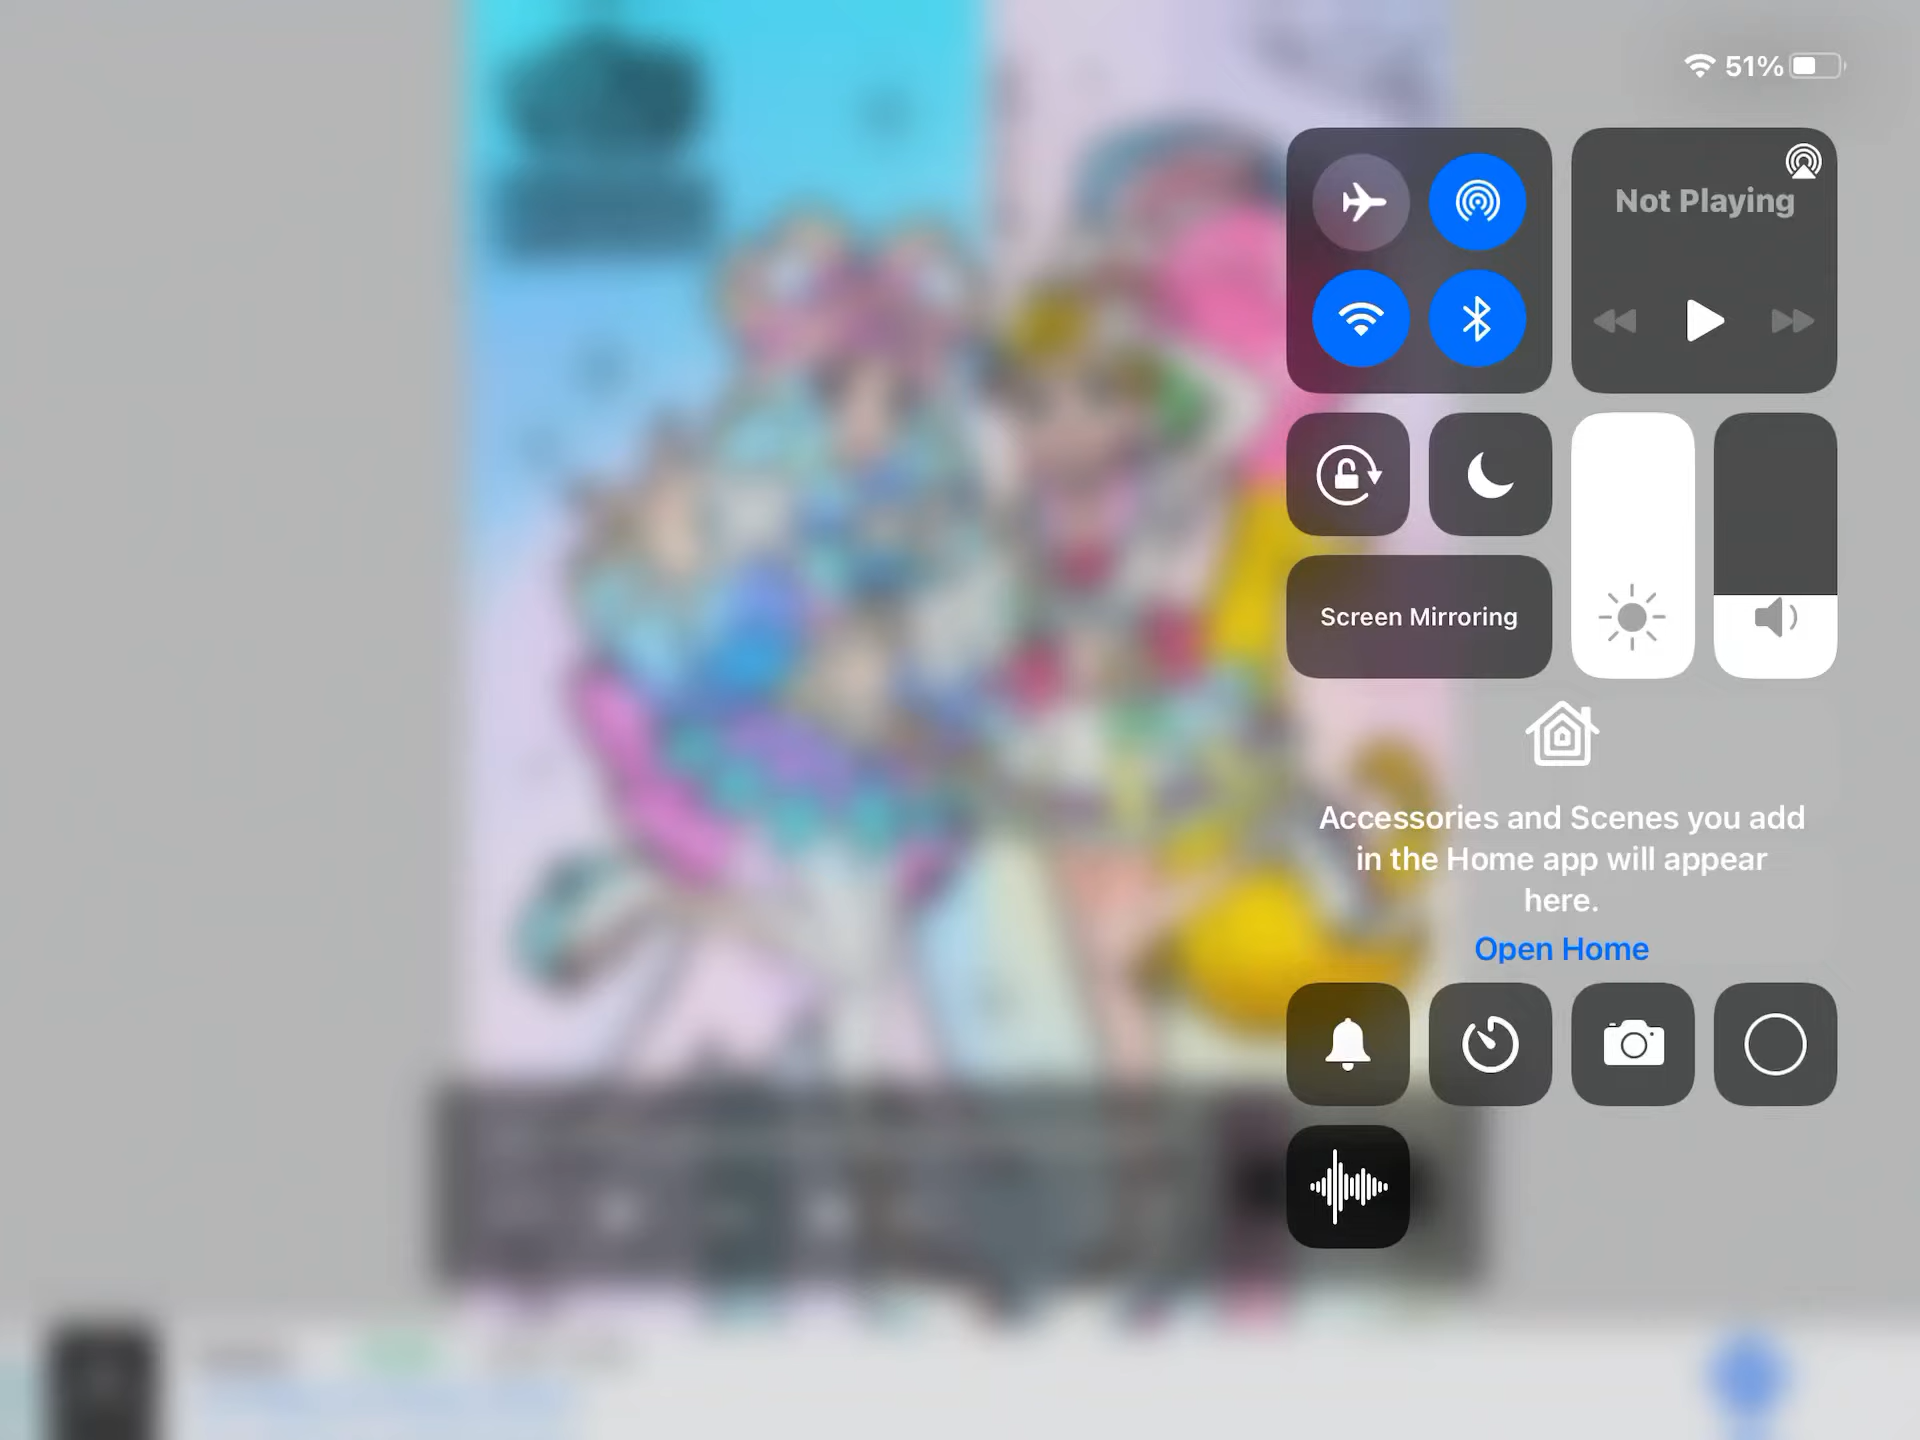 51%
Not Playing
Screen Mirroring
Accessories and Scenes you add
in the Home app will appear
here.
Open Home